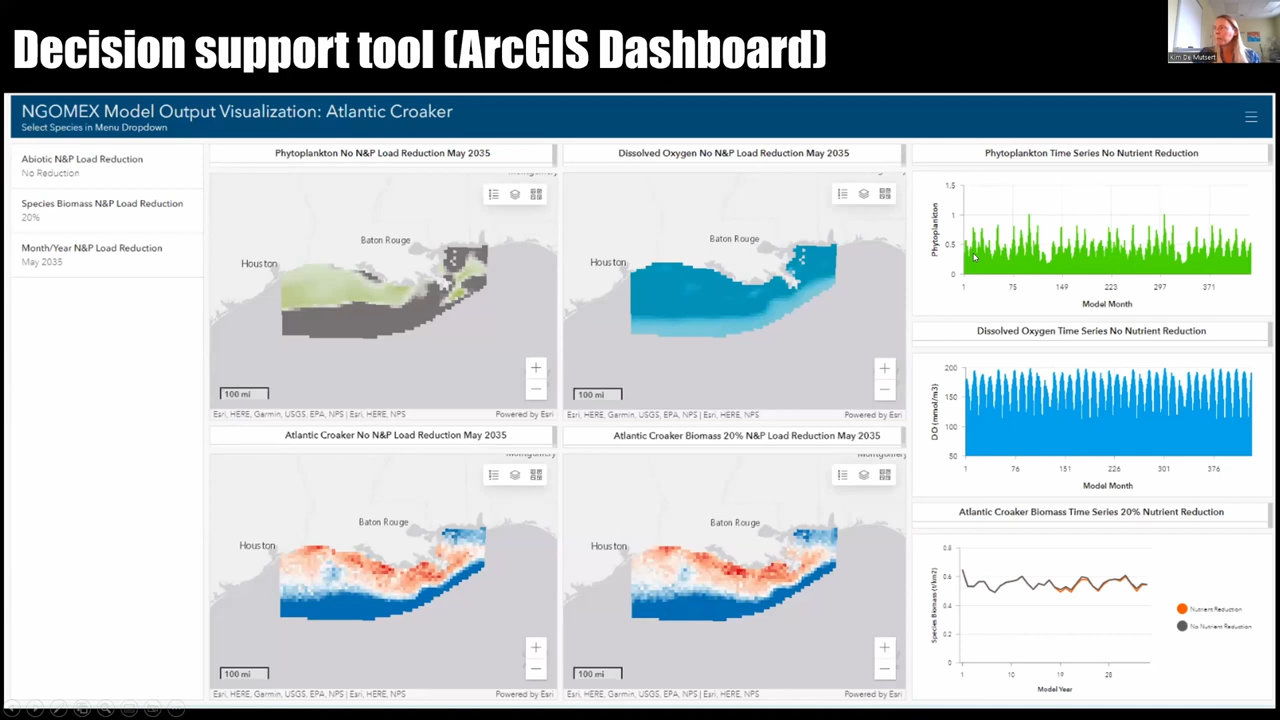 Decision support tool (ArcGIS Dashboard)
Kim De Mutsert
NGOMEX Model Output Visualization: Atlantic Croaker
Select Species in Menu Dropdown
Abiotic N&P Load Reduction
No Reduction
Species Biomass N&P Load Reduction
20%
Month/Year N&P Load Reduction
May 2035
Phytoplankton No N&P Load Reduction May 2035
Baton Rouge
Houston
100 mi
Esri, HERE, Garmin, USGS, EPA, NPS | Esri, HERE, NPS
Powered by Esri
Dissolved Oxygen No N&P Load Reduction May 2035
Baton Rouge
Houston
100 mi
Esri, HERE, Garmin, USGS, EPA, NPS | Esri, HERE, NPS
Powered by Esri
Phytoplankton Time Series No Nutrient Reduction
Phytoplankton
1.5
1
0.5
0
1 75 149 223 297 371
Model Month
Dissolved Oxygen Time Series No Nutrient Reduction
DO (mmol/m3)
200
150
100
50
1 76 151 226 301 376
Model Month
Atlantic Croaker No N&P Load Reduction May 2035
Montgomery
Baton Rouge
Houston
100 mi
Esri, HERE, Garmin, USGS, EPA, NPS | Esri, HERE, NPS
Powered by Esri
Atlantic Croaker Biomass 20% N&P Load Reduction May 2035
Montgomery
Baton Rouge
Houston
100 mi
Esri, HERE, Garmin, USGS, EPA, NPS | Esri, HERE, NPS
Powered by Esri
Atlantic Croaker Biomass Time Series 20% Nutrient Reduction
Species Biomass (t/km2)
0.8
0.6
0.4
0.2
0
1 10 19 28
Model Year
Nutrient Reduction
No Nutrient Reduction